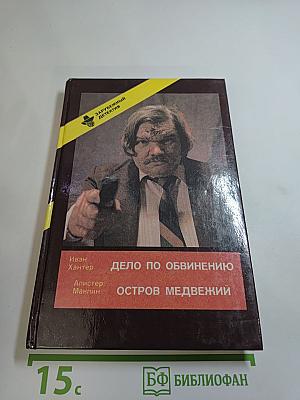 ЗАРУБЕЖНЫЙ
ДЕТЕКТИВ
Иван
Хантер
ДЕЛО ПО ОБВИНЕНИЮ
Алистер
Маклин
ОСТРОВ МЕДВЕЖИЙ
15с
БФ БИБЛИОФАН